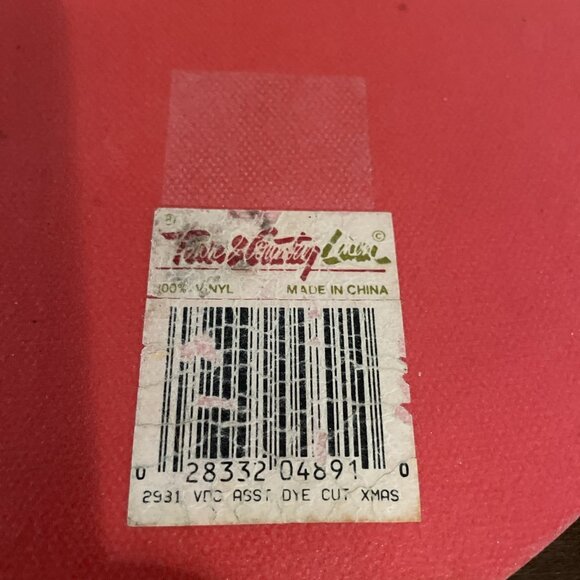 Town & Country Linen ©
100% VINYL MADE IN CHINA
0 28332 04891 0
2931 VDC ASST DYE CUT XMAS